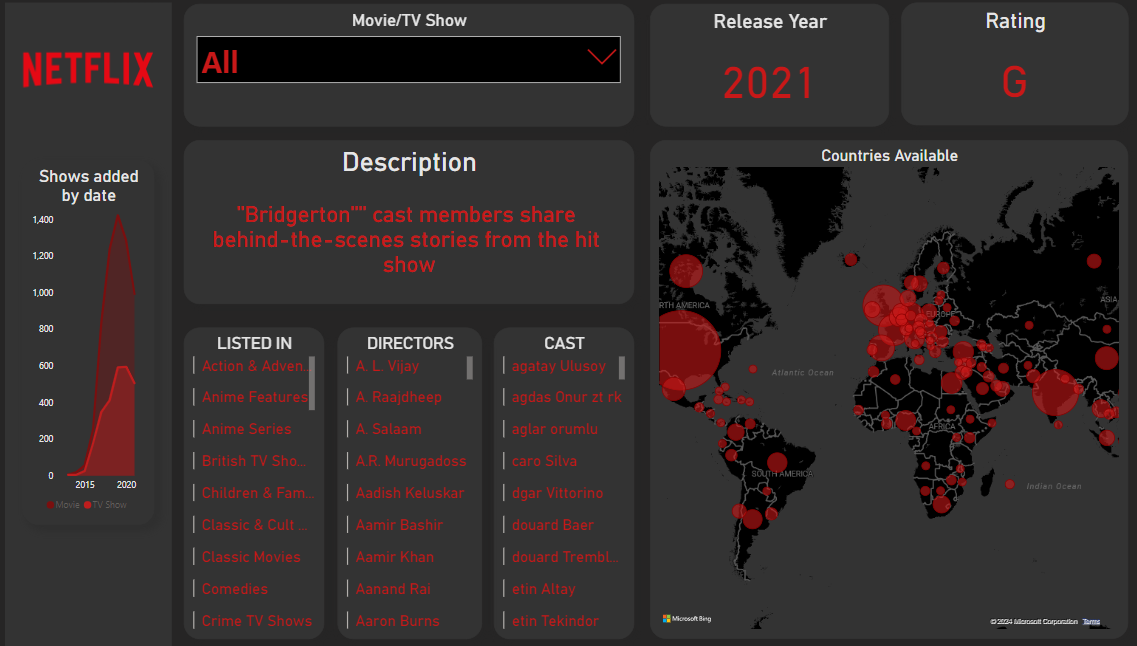 NETFLIX
Shows added
by date
1,400
1,200
1,000
800
600
400
200
0
2015
2020
Movie
TV Show
Movie/TV Show
All
Release Year
2021
Rating
G
Description
"Bridgerton"" cast members share
behind-the-scenes stories from the hit
show
LISTED IN
Action & Adven...
Anime Features
Anime Series
British TV Sho...
Children & Fam...
Classic & Cult ...
Classic Movies
Comedies
Crime TV Shows
DIRECTORS
A. L. Vijay
A. Raajdheep
A. Salaam
A.R. Murugadoss
Aadish Keluskar
Aamir Bashir
Aamir Khan
Aanand Rai
Aaron Burns
CAST
agatay Ulusoy
agdas Onur zt rk
aglar orumlu
caro Silva
dgar Vittorino
douard Baer
douard Trembl...
etin Altay
etin Tekindor
Countries Available
RTH AMERICA
EUROPE
ASIA
Atlantic Ocean
AFRICA
SOUTH AMERICA
Indian Ocean
Microsoft Bing
© 2024 Microsoft Corporation Terms